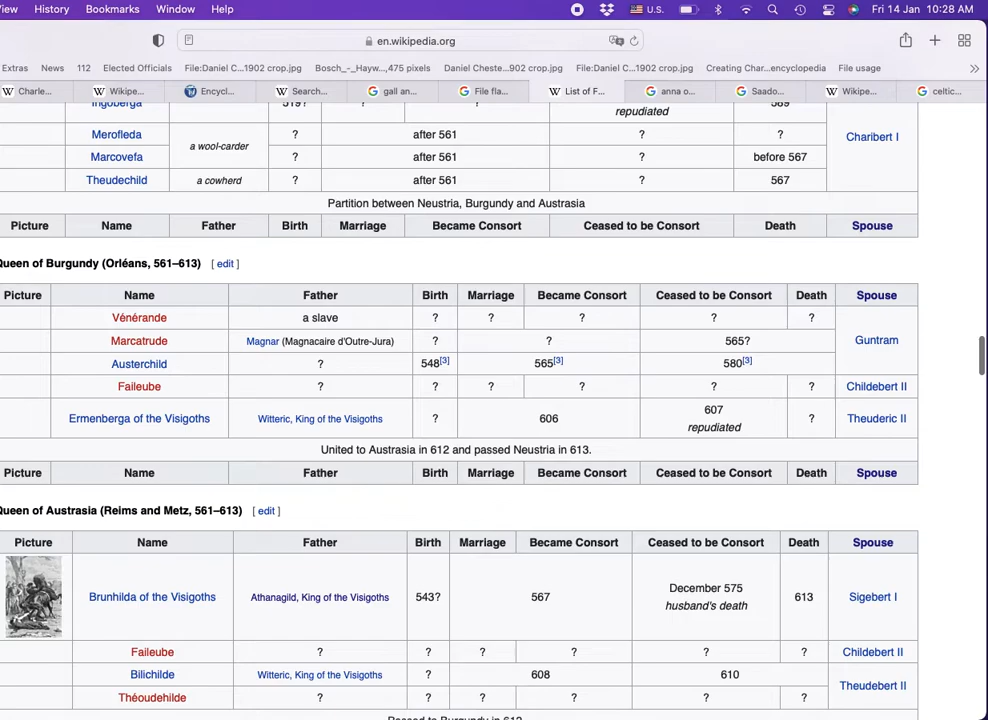 iew History Bookmarks Window Help U.S. Fri 14 Jan 10:28 AM
en.wikipedia.org
Extras News 112 Elected Officials File:Daniel C...1902 crop.jpg Bosch_-_Hayw...,475 pixels Daniel Cheste...902 crop.jpg File:Daniel C...1902 crop.jpg Creating Char...encyclopedia File usage
Charle... Wikipe... Encycl... Search... gall an... File fla... List of F... anna o... Saado... Wikipe... celtic...
Ingoberga 519? ? ? repudiated 589 Charibert I
Merofleda a wool-carder ? after 561 ? ?
Marcovefa ? after 561 ? before 567
Theudechild a cowherd ? after 561 ? 567
Partition between Neustria, Burgundy and Austrasia
Picture Name Father Birth Marriage Became Consort Ceased to be Consort Death Spouse
Queen of Burgundy (Orléans, 561–613) [ edit ]
Picture Name Father Birth Marriage Became Consort Ceased to be Consort Death Spouse
Vénérande a slave ? ? ? ? ? Guntram
Marcatrude Magnar (Magnacaire d'Outre-Jura) ? ? 565?
Austerchild ? 548[3] 565[3] 580[3]
Faileube ? ? ? ? ? ? Childebert II
Ermenberga of the Visigoths Witteric, King of the Visigoths ? 606 607 repudiated ? Theuderic II
United to Austrasia in 612 and passed Neustria in 613.
Picture Name Father Birth Marriage Became Consort Ceased to be Consort Death Spouse
Queen of Austrasia (Reims and Metz, 561–613) [ edit ]
Picture Name Father Birth Marriage Became Consort Ceased to be Consort Death Spouse
Brunhilda of the Visigoths Athanagild, King of the Visigoths 543? 567 December 575 husband's death 613 Sigebert I
Faileube ? ? ? ? ? ? Childebert II
Bilichilde Witteric, King of the Visigoths ? 608 610 Theudebert II
Théoudehilde ? ? ? ? ? ?
Passed to Burgundy in 612